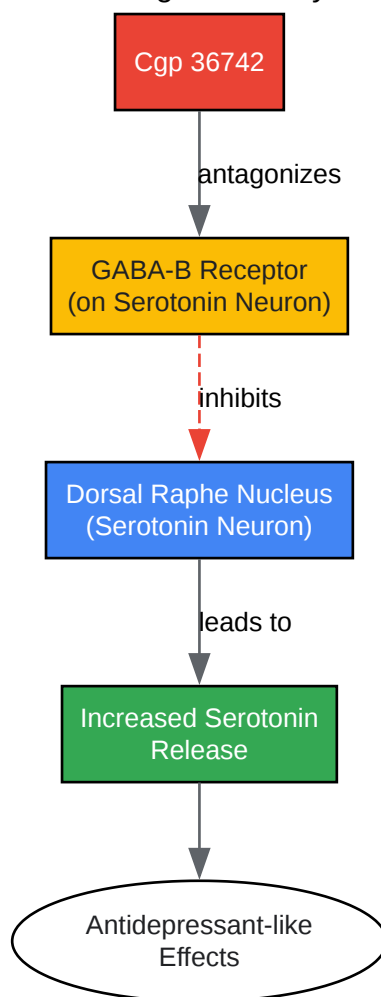 Cgp 36742
antagonizes
GABA-B Receptor
(on Serotonin Neuron)
inhibits
Dorsal Raphe Nucleus
(Serotonin Neuron)
leads to
Increased Serotonin
Release
Antidepressant-like
Effects